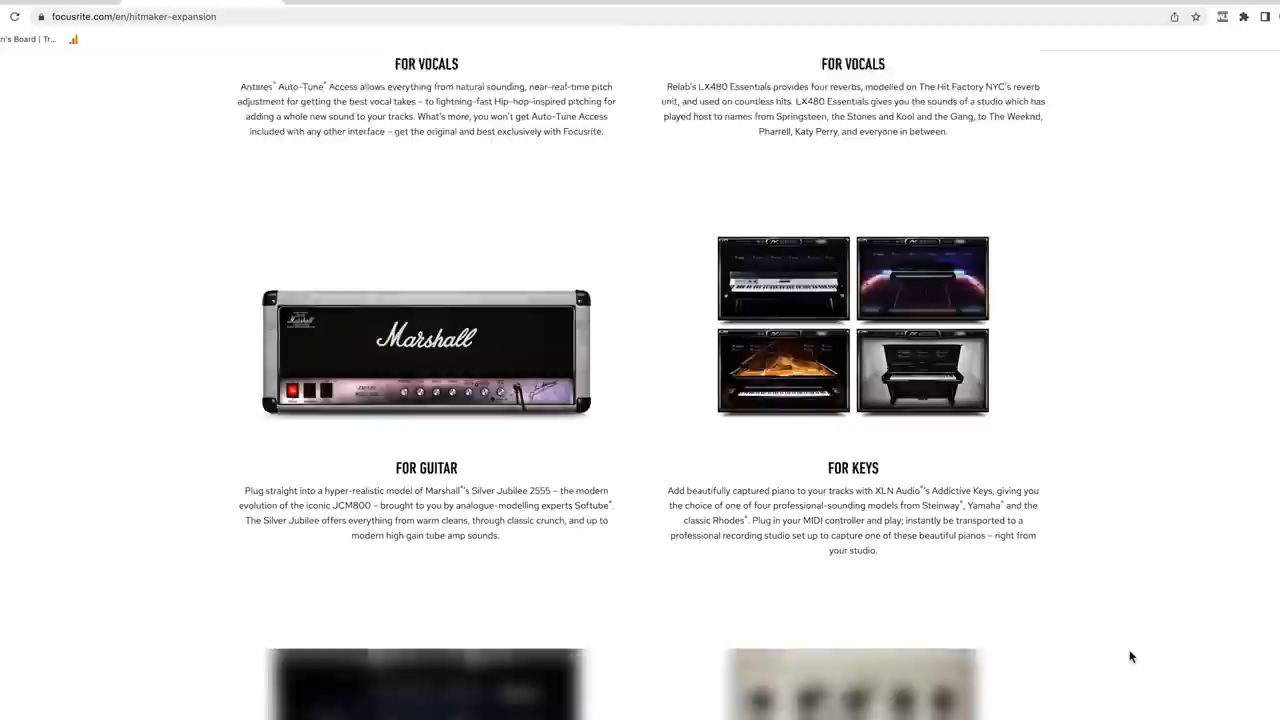 focusrite.com/en/hitmaker-expansion
n's Board | Tr...
FOR VOCALS
Antares® Auto-Tune® Access allows everything from natural sounding, near-real-time pitch
adjustment for getting the best vocal takes – to lightning-fast Hip-hop-inspired pitching for
adding a whole new sound to your tracks. What's more, you won't get Auto-Tune Access
included with any other interface – get the original and best exclusively with Focusrite.
FOR VOCALS
Relab's LX480 Essentials provides four reverbs, modelled on The Hit Factory NYC's reverb
unit, and used on countless hits. LX480 Essentials gives you the sounds of a studio which has
played host to names from Springsteen, the Stones and Kool and the Gang, to The Weeknd,
Pharrell, Katy Perry, and everyone in between.
Marshall
Marshall
FOR GUITAR
Plug straight into a hyper-realistic model of Marshall®'s Silver Jubilee 2555 – the modern
evolution of the iconic JCM800 – brought to you by analogue-modelling experts Softube®.
The Silver Jubilee offers everything from warm cleans, through classic crunch, and up to
modern high gain tube amp sounds.
FOR KEYS
Add beautifully captured piano to your tracks with XLN Audio®'s Addictive Keys, giving you
the choice of one of four professional-sounding models from Steinway®, Yamaha® and the
classic Rhodes®. Plug in your MIDI controller and play; instantly be transported to a
professional recording studio set up to capture one of these beautiful pianos – right from
your studio.